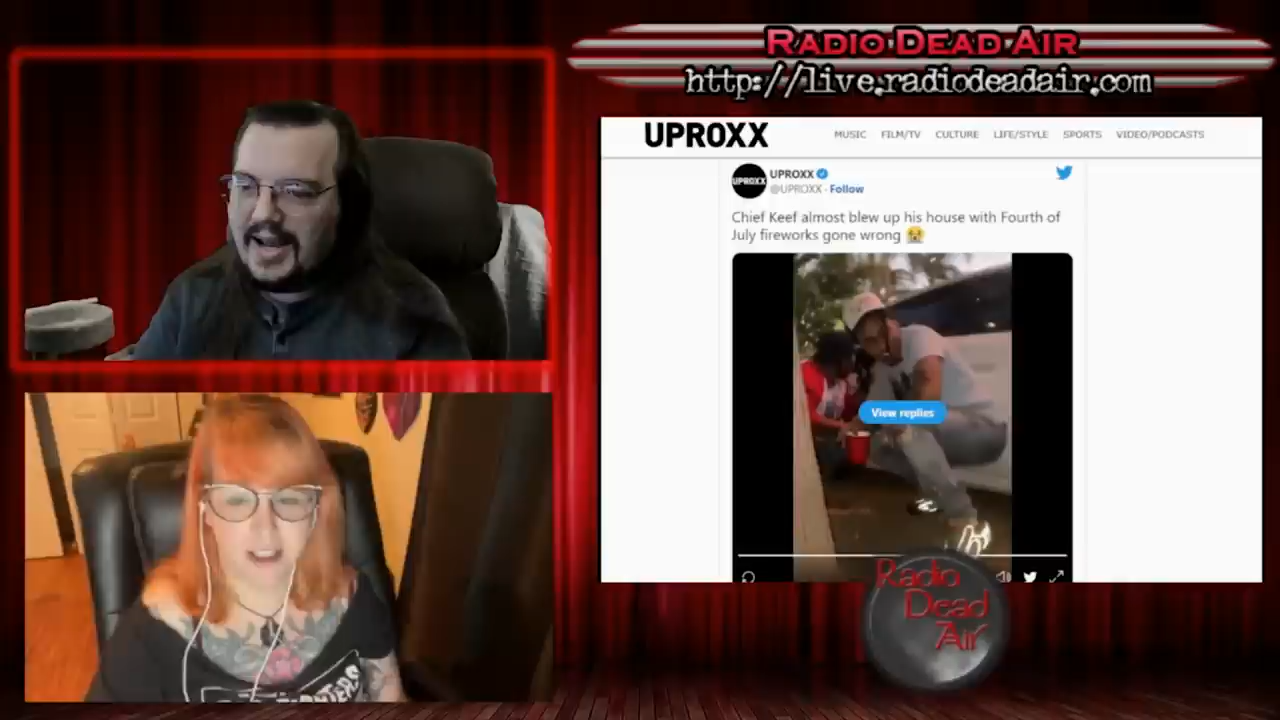 Radio Dead Air
http://live.radiodeadair.com
UPROXX
MUSIC FILM/TV CULTURE LIFE/STYLE SPORTS VIDEO/PODCASTS
UPROXX
UPROXX
@UPROXX · Follow
Chief Keef almost blew up his house with Fourth of
July fireworks gone wrong 😭
View replies
Radio
Dead
Air